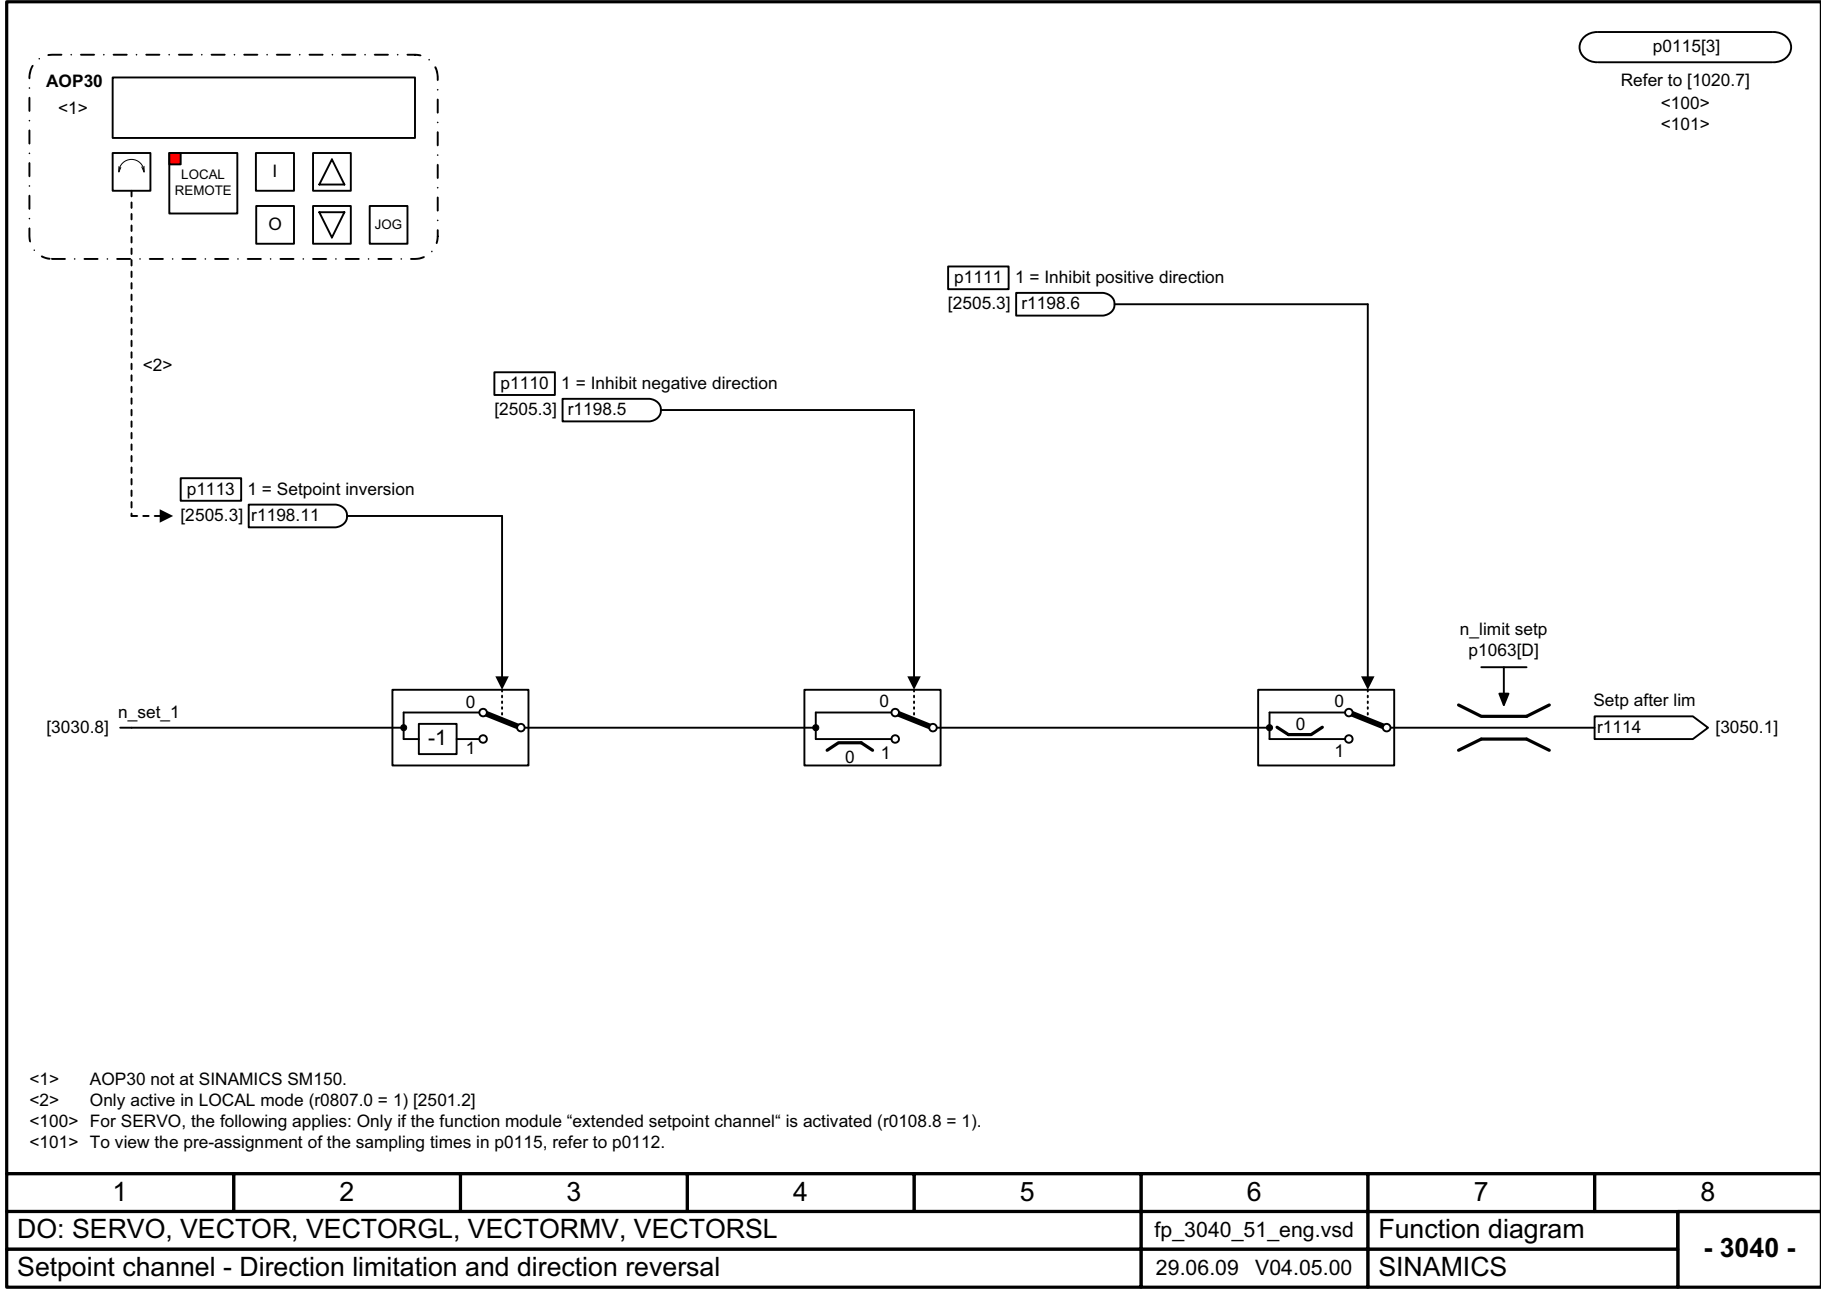 p0115[3]
Refer to [1020.7]
<100>
<101>
AOP30
<1>
LOCAL
REMOTE
I
O
JOG
<2>
p1111 1 = Inhibit positive direction
[2505.3] r1198.6
p1110 1 = Inhibit negative direction
[2505.3] r1198.5
p1113 1 = Setpoint inversion
[2505.3] r1198.11
n_limit setp
p1063[D]
[3030.8] n_set_1
0
-1
1
0
0
1
0
0
1
Setp after lim
r1114 [3050.1]
<1> AOP30 not at SINAMICS SM150.
<2> Only active in LOCAL mode (r0807.0 = 1) [2501.2]
<100> For SERVO, the following applies: Only if the function module “extended setpoint channel“ is activated (r0108.8 = 1).
<101> To view the pre-assignment of the sampling times in p0115, refer to p0112.
1 2 3 4 5 6 7 8
DO: SERVO, VECTOR, VECTORGL, VECTORMV, VECTORSL
fp_3040_51_eng.vsd
Function diagram
- 3040 -
Setpoint channel - Direction limitation and direction reversal
29.06.09 V04.05.00
SINAMICS